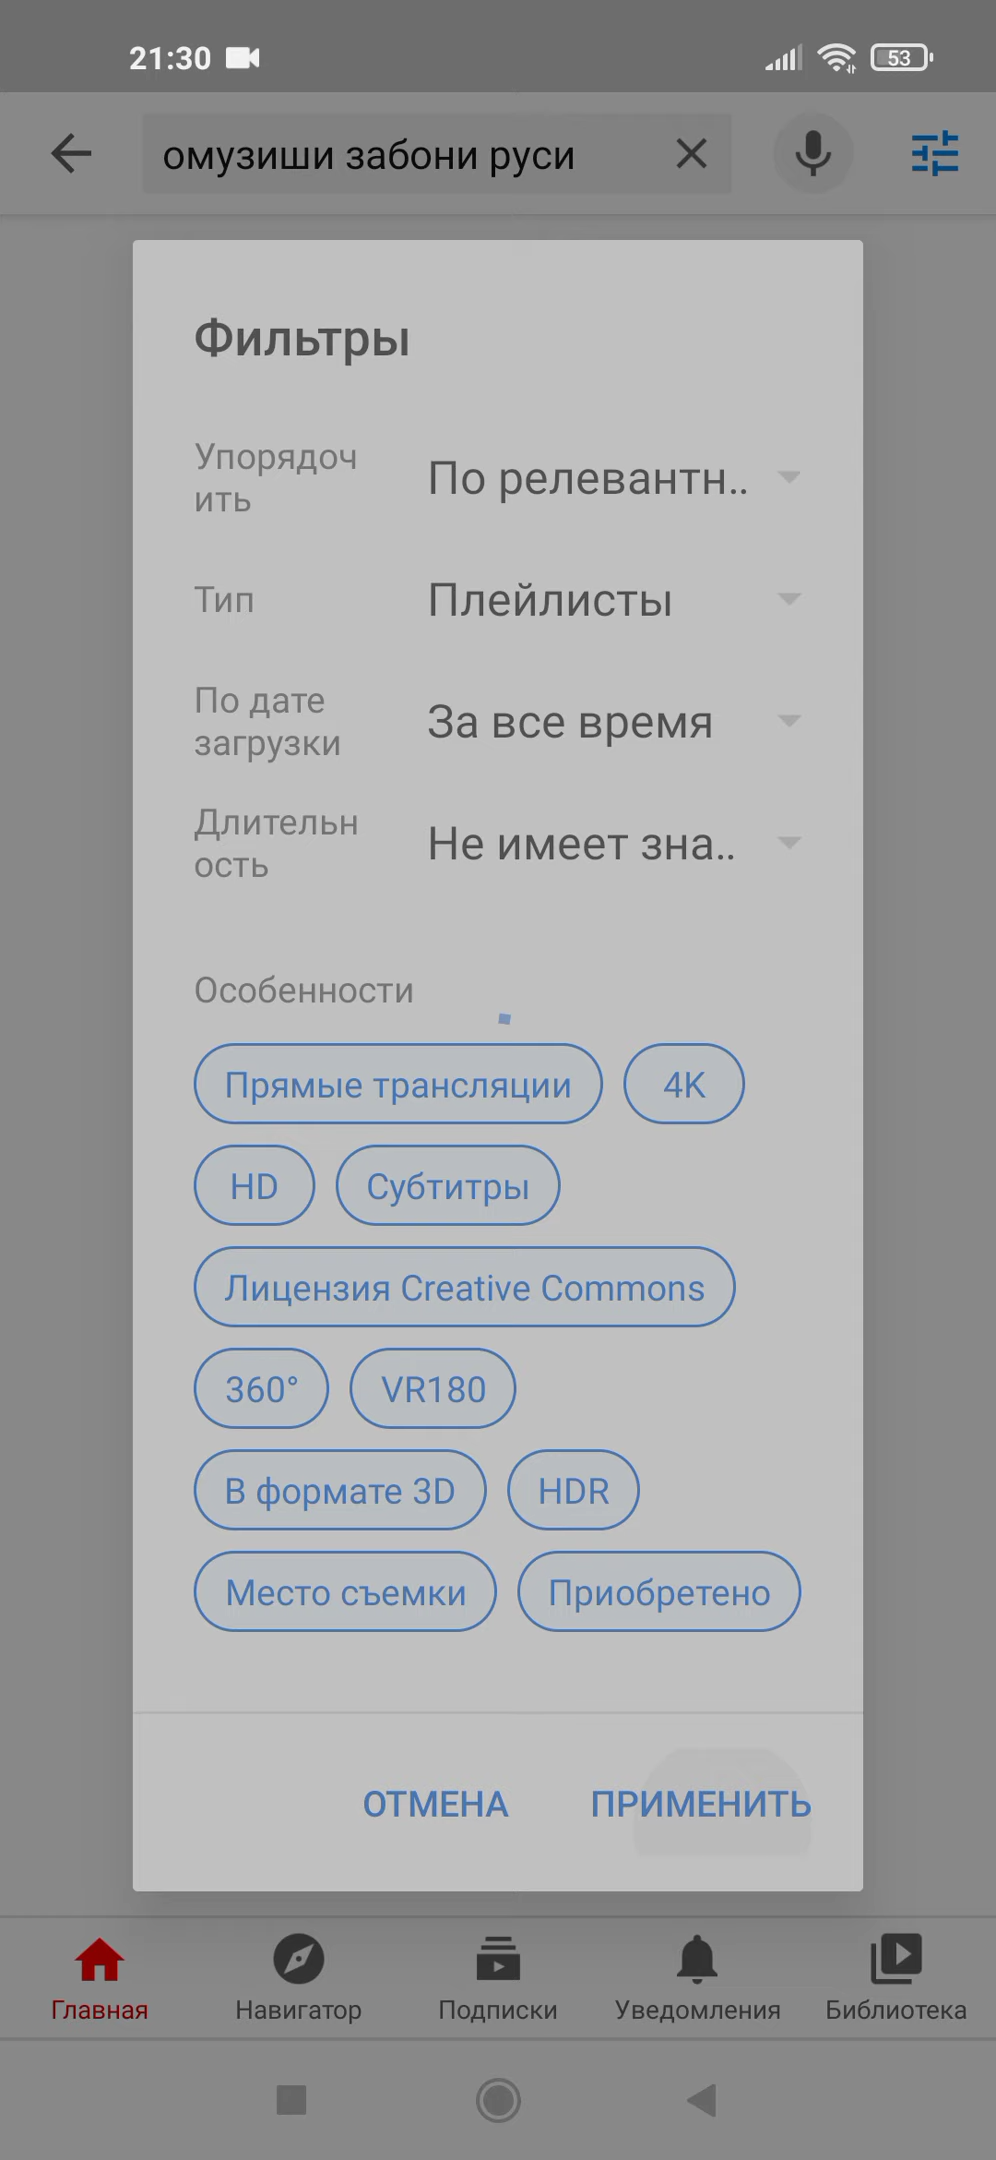 21:30
53
омузиши забони руси
Фильтры
Упорядоч
ить
По релевантн..
Тип
Плейлисты
По дате
загрузки
За все время
Длительн
ость
Не имеет зна..
Особенности
Прямые трансляции
4K
HD
Субтитры
Лицензия Creative Commons
360°
VR180
В формате 3D
HDR
Место съемки
Приобретено
ОТМЕНА
ПРИМЕНИТЬ
Главная
Навигатор
Подписки
Уведомления
Библиотека